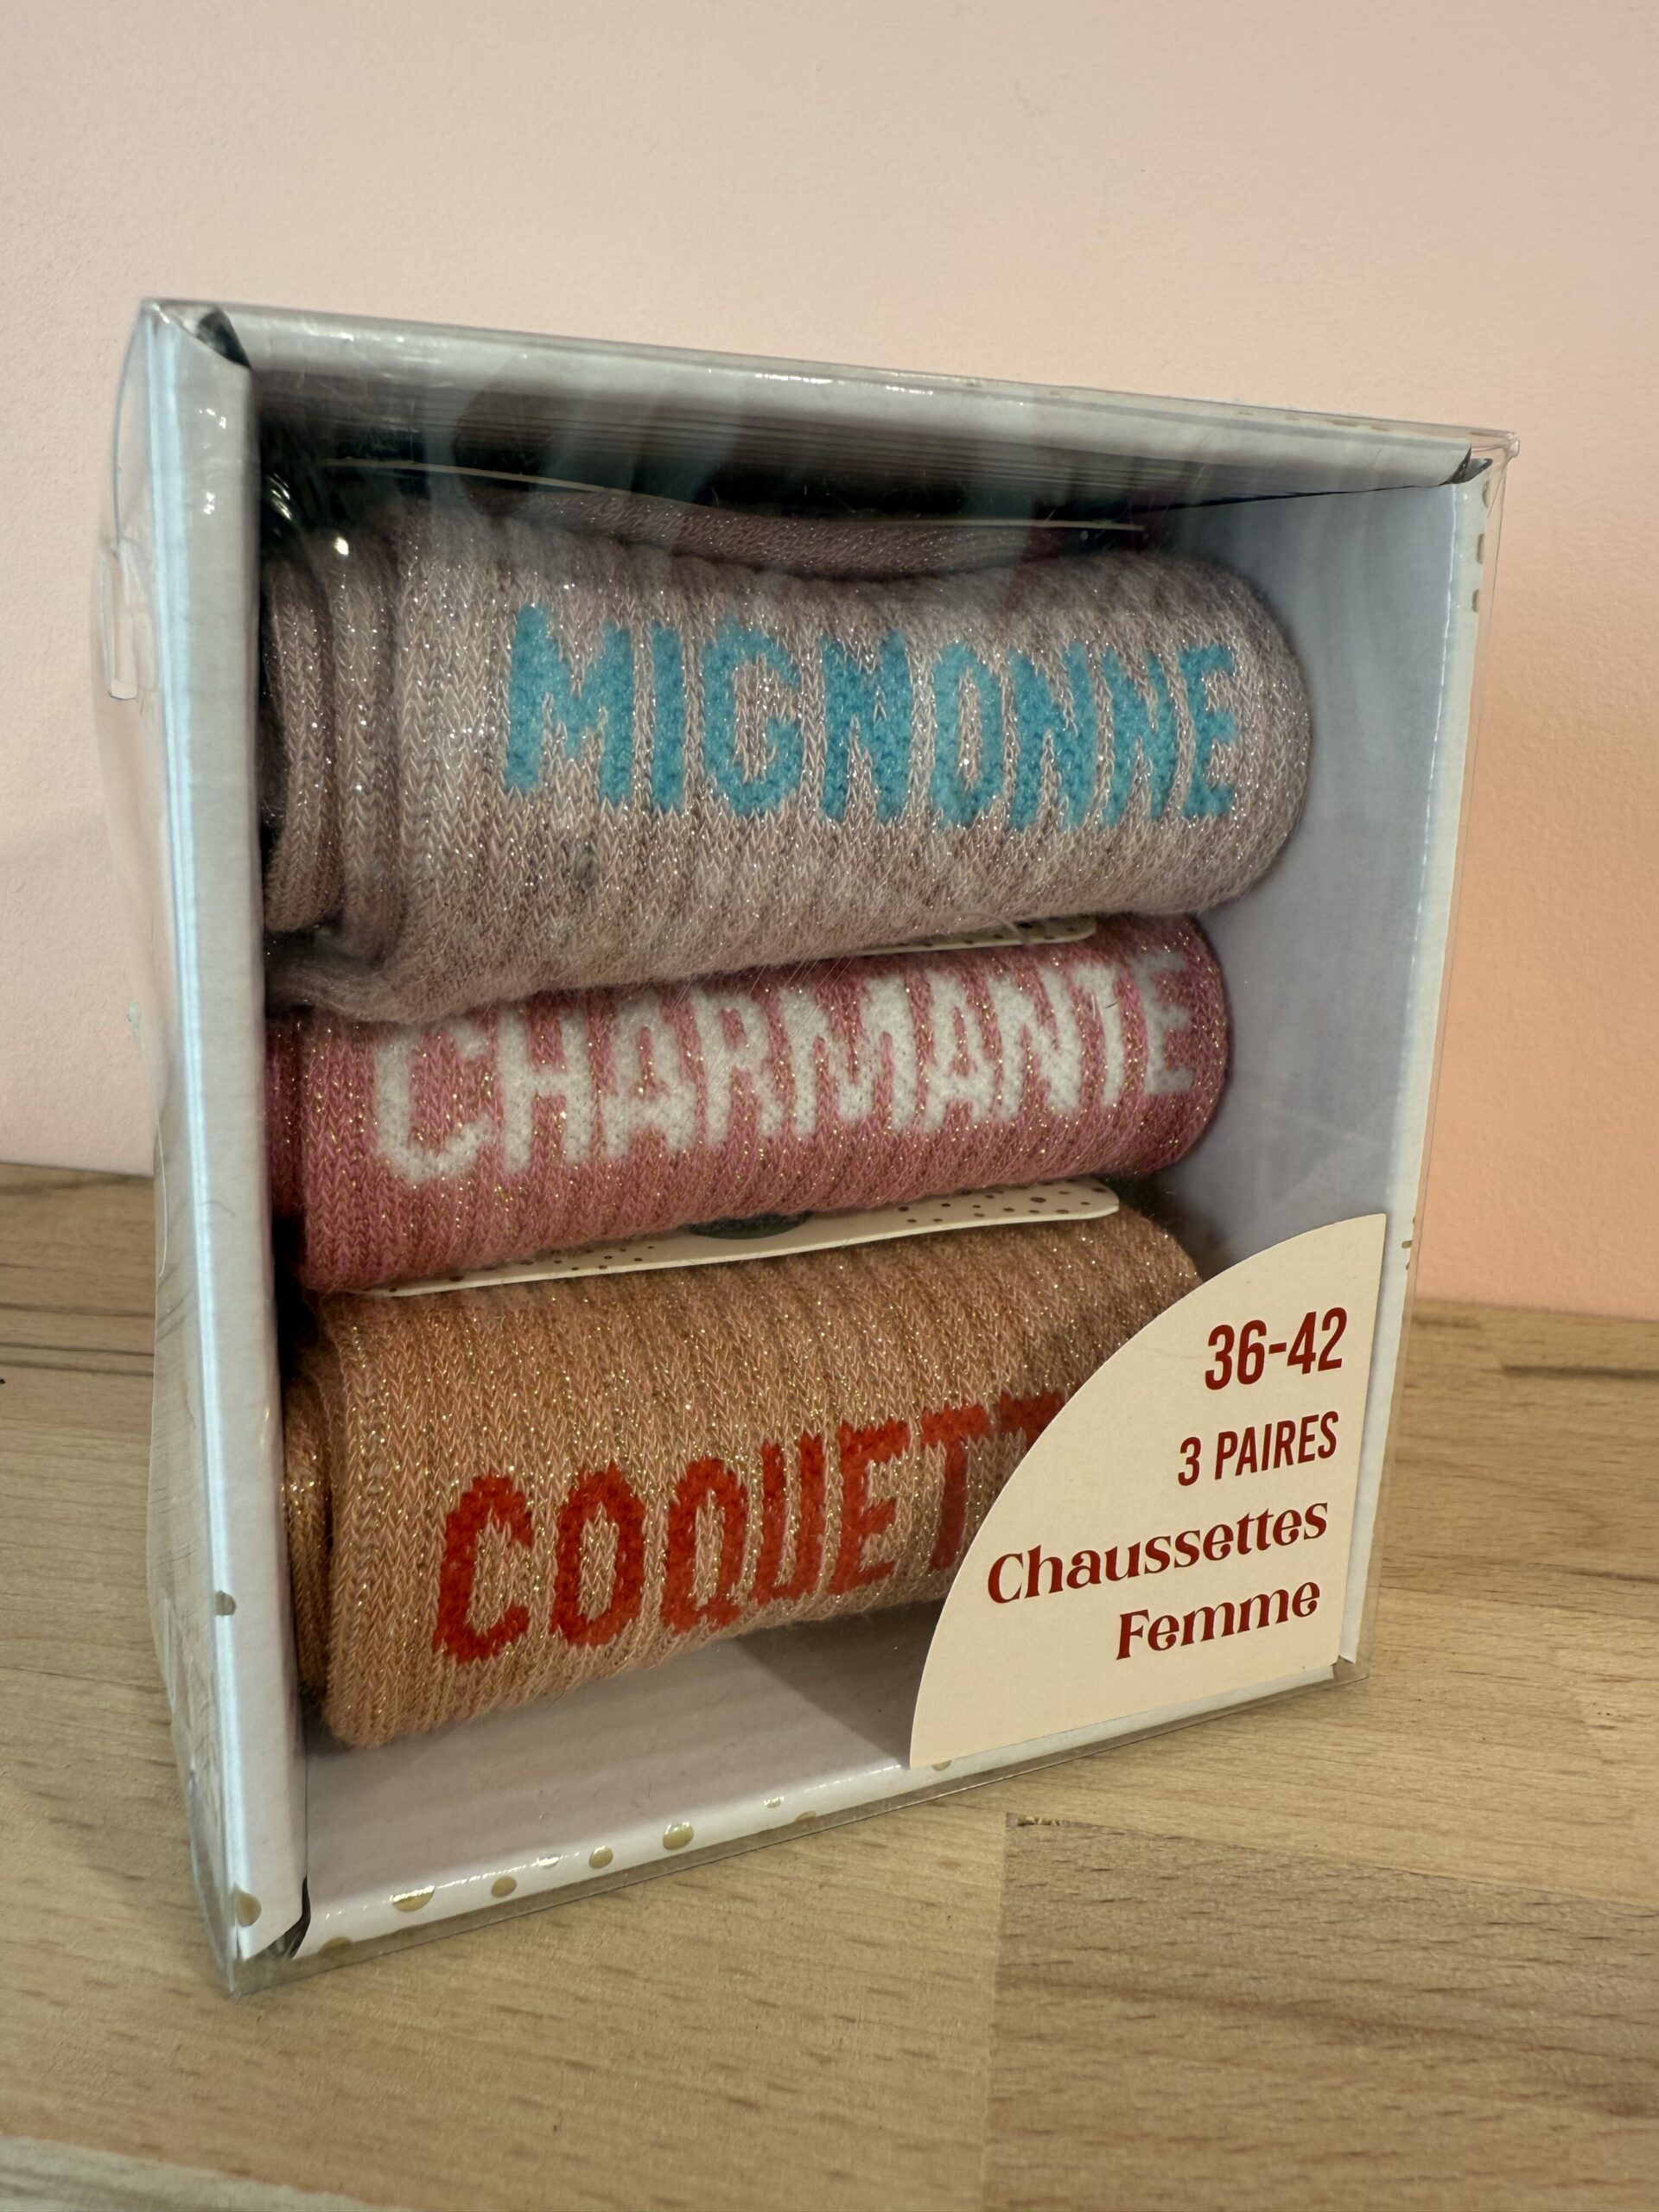 MIGNONNE
CHARMANTE
COQUETT
36-42
3 PAIRES
Chaussettes
Femme